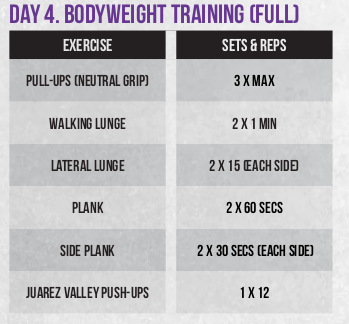 DAY 4. BODYWEIGHT TRAINING (FULL)
EXERCISE SETS & REPS
PULL-UPS (NEUTRAL GRIP) 3 X MAX
WALKING LUNGE 2 X 1 MIN
LATERAL LUNGE 2 X 15 (EACH SIDE)
PLANK 2 X 60 SECS
SIDE PLANK 2 X 30 SECS (EACH SIDE)
JUAREZ VALLEY PUSH-UPS 1 X 12